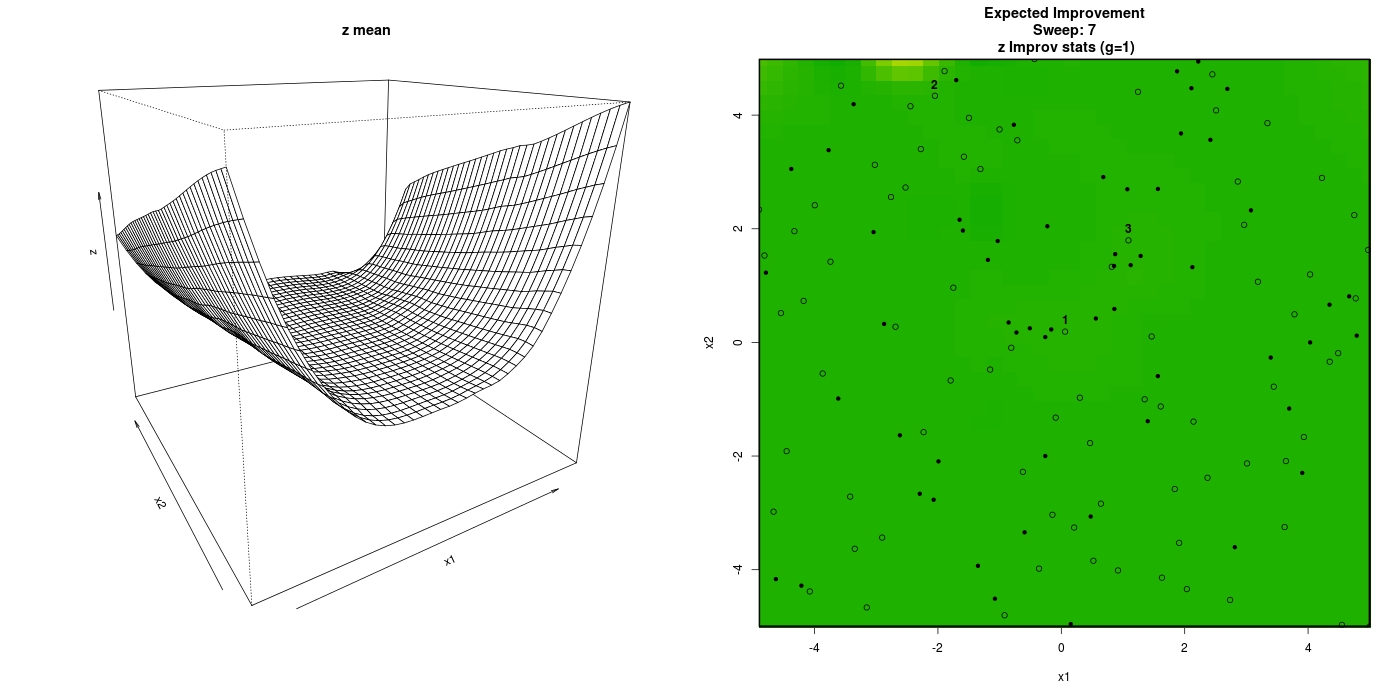 z mean
z
x2
x1
Expected Improvement
Sweep: 7
z Improv stats (g=1)
4
2
0
-2
-4
x2
2
3
1
-4
-2
0
2
4
x1